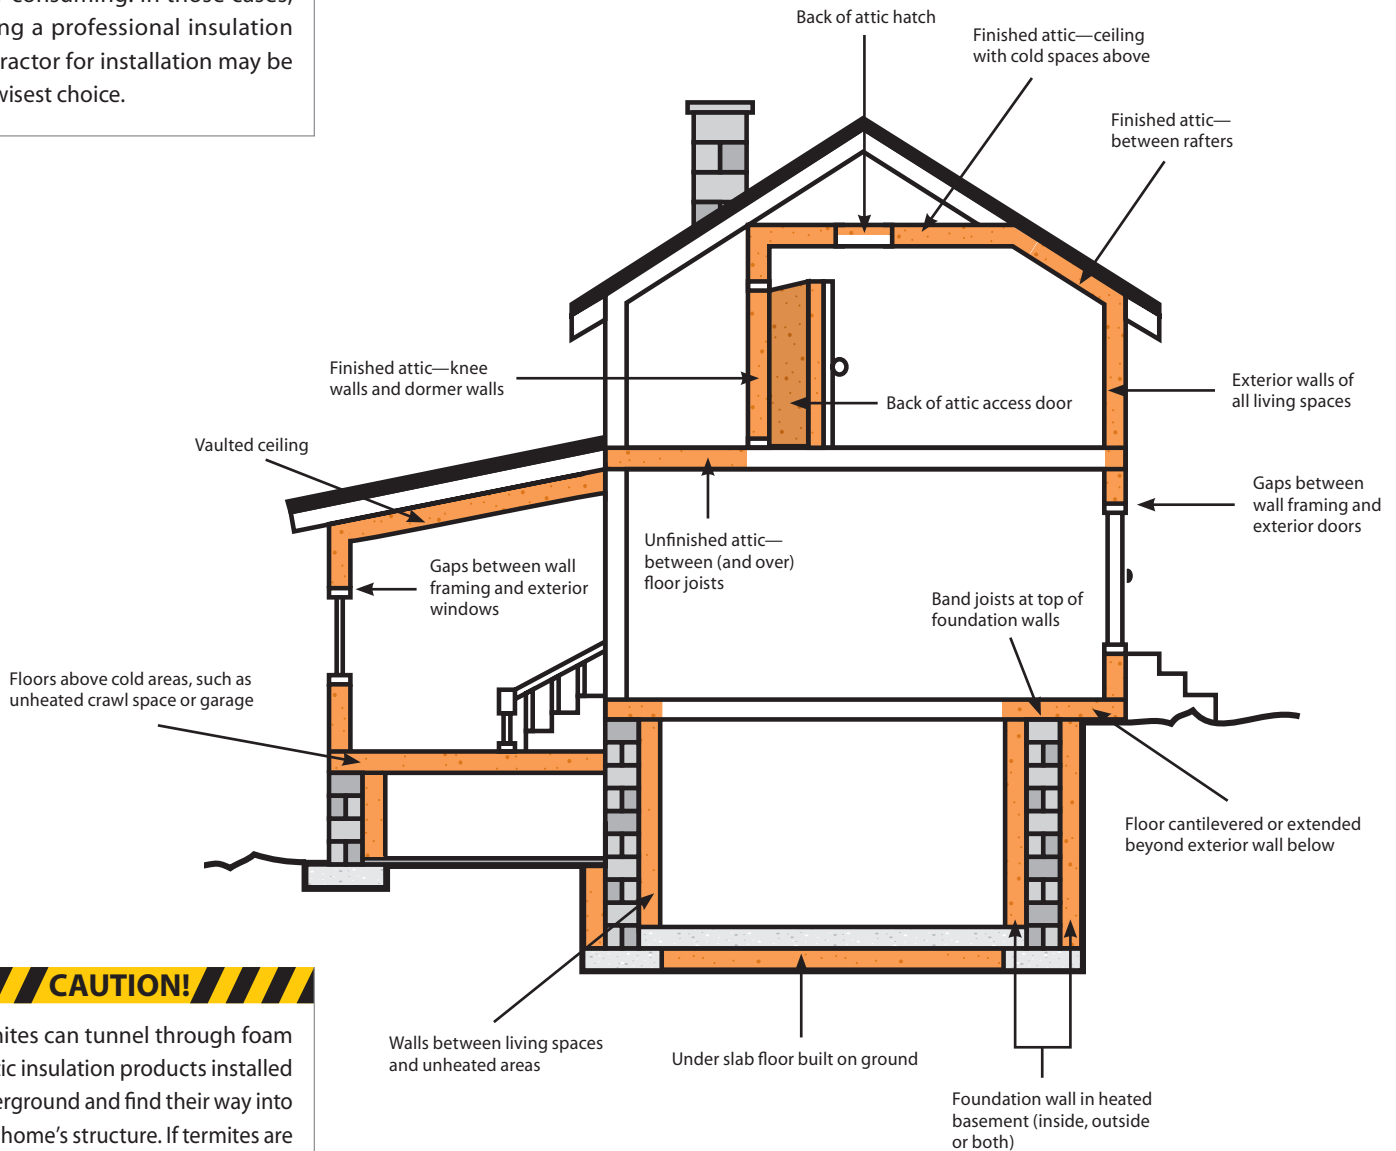 consuming. In those cases,
a professional insulation
for installation may be
wisest choice.
Back of attic hatch
Finished attic—ceiling
with cold spaces above
Finished attic—
between rafters
Finished attic—knee
walls and dormer walls
Back of attic access door
Exterior walls of
all living spaces
Vaulted ceiling
Gaps between
wall framing and
exterior doors
Unfinished attic—
between (and over)
floor joists
Gaps between wall
framing and exterior
windows
Band joists at top of
foundation walls
Floors above cold areas, such as
unheated crawl space or garage
Floor cantilevered or extended
beyond exterior wall below
Walls between living spaces
and unheated areas
Under slab floor built on ground
Foundation wall in heated
basement (inside, outside
or both)
CAUTION!
can tunnel through foam
insulation products installed
and find their way into
home’s structure. If termites are